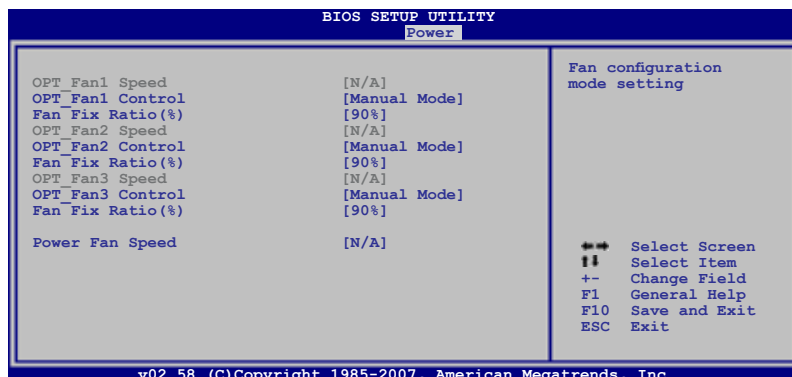 BIOS SETUP UTILITY
Power
OPT_Fan1 Speed [N/A]
OPT_Fan1 Control [Manual Mode]
Fan Fix Ratio(%) [90%]
OPT_Fan2 Speed [N/A]
OPT_Fan2 Control [Manual Mode]
Fan Fix Ratio(%) [90%]
OPT_Fan3 Speed [N/A]
OPT_Fan3 Control [Manual Mode]
Fan Fix Ratio(%) [90%]
Power Fan Speed [N/A]
Fan configuration
mode setting
←→ Select Screen
↑↓ Select Item
+- Change Field
F1 General Help
F10 Save and Exit
ESC Exit
v02.58 (C)Copyright 1985-2007, American Megatrends, Inc.